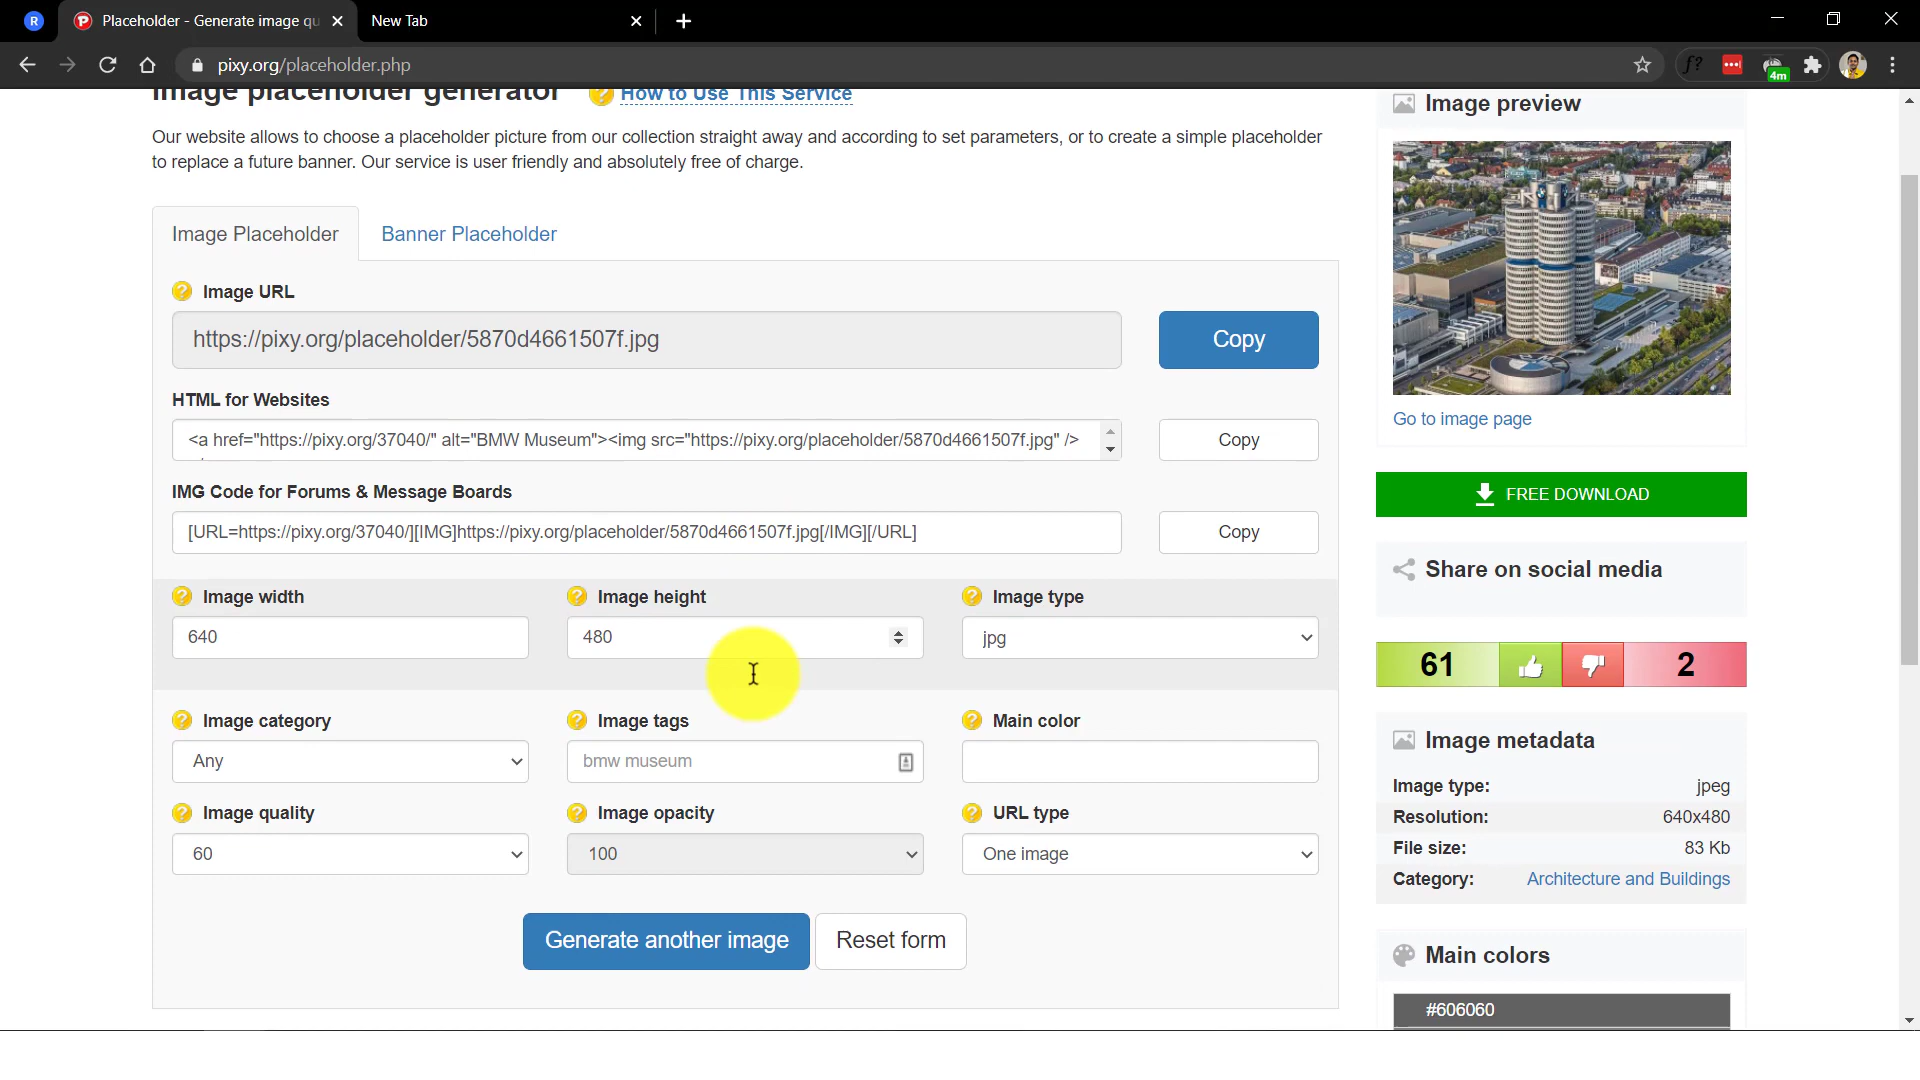 R
Placeholder - Generate image qu
New Tab
pixy.org/placeholder.php
f?
4m
Image placeholder generator
How to Use This Service
Our website allows to choose a placeholder picture from our collection straight away and according to set parameters, or to create a simple placeholder
to replace a future banner. Our service is user friendly and absolutely free of charge.
Image Placeholder
Banner Placeholder
Image URL
https://pixy.org/placeholder/5870d4661507f.jpg
Copy
HTML for Websites
<a href="https://pixy.org/37040/" alt="BMW Museum"><img src="https://pixy.org/placeholder/5870d4661507f.jpg" />
Copy
IMG Code for Forums & Message Boards
[URL=https://pixy.org/37040/][IMG]https://pixy.org/placeholder/5870d4661507f.jpg[/IMG][/URL]
Copy
Image width
Image height
Image type
640
480
jpg
Image category
Image tags
Main color
Any
bmw museum
Image quality
Image opacity
URL type
60
100
One image
Generate another image
Reset form
Image preview
Go to image page
FREE DOWNLOAD
Share on social media
61
2
Image metadata
Image type: jpeg
Resolution: 640x480
File size: 83 Kb
Category: Architecture and Buildings
Main colors
#606060